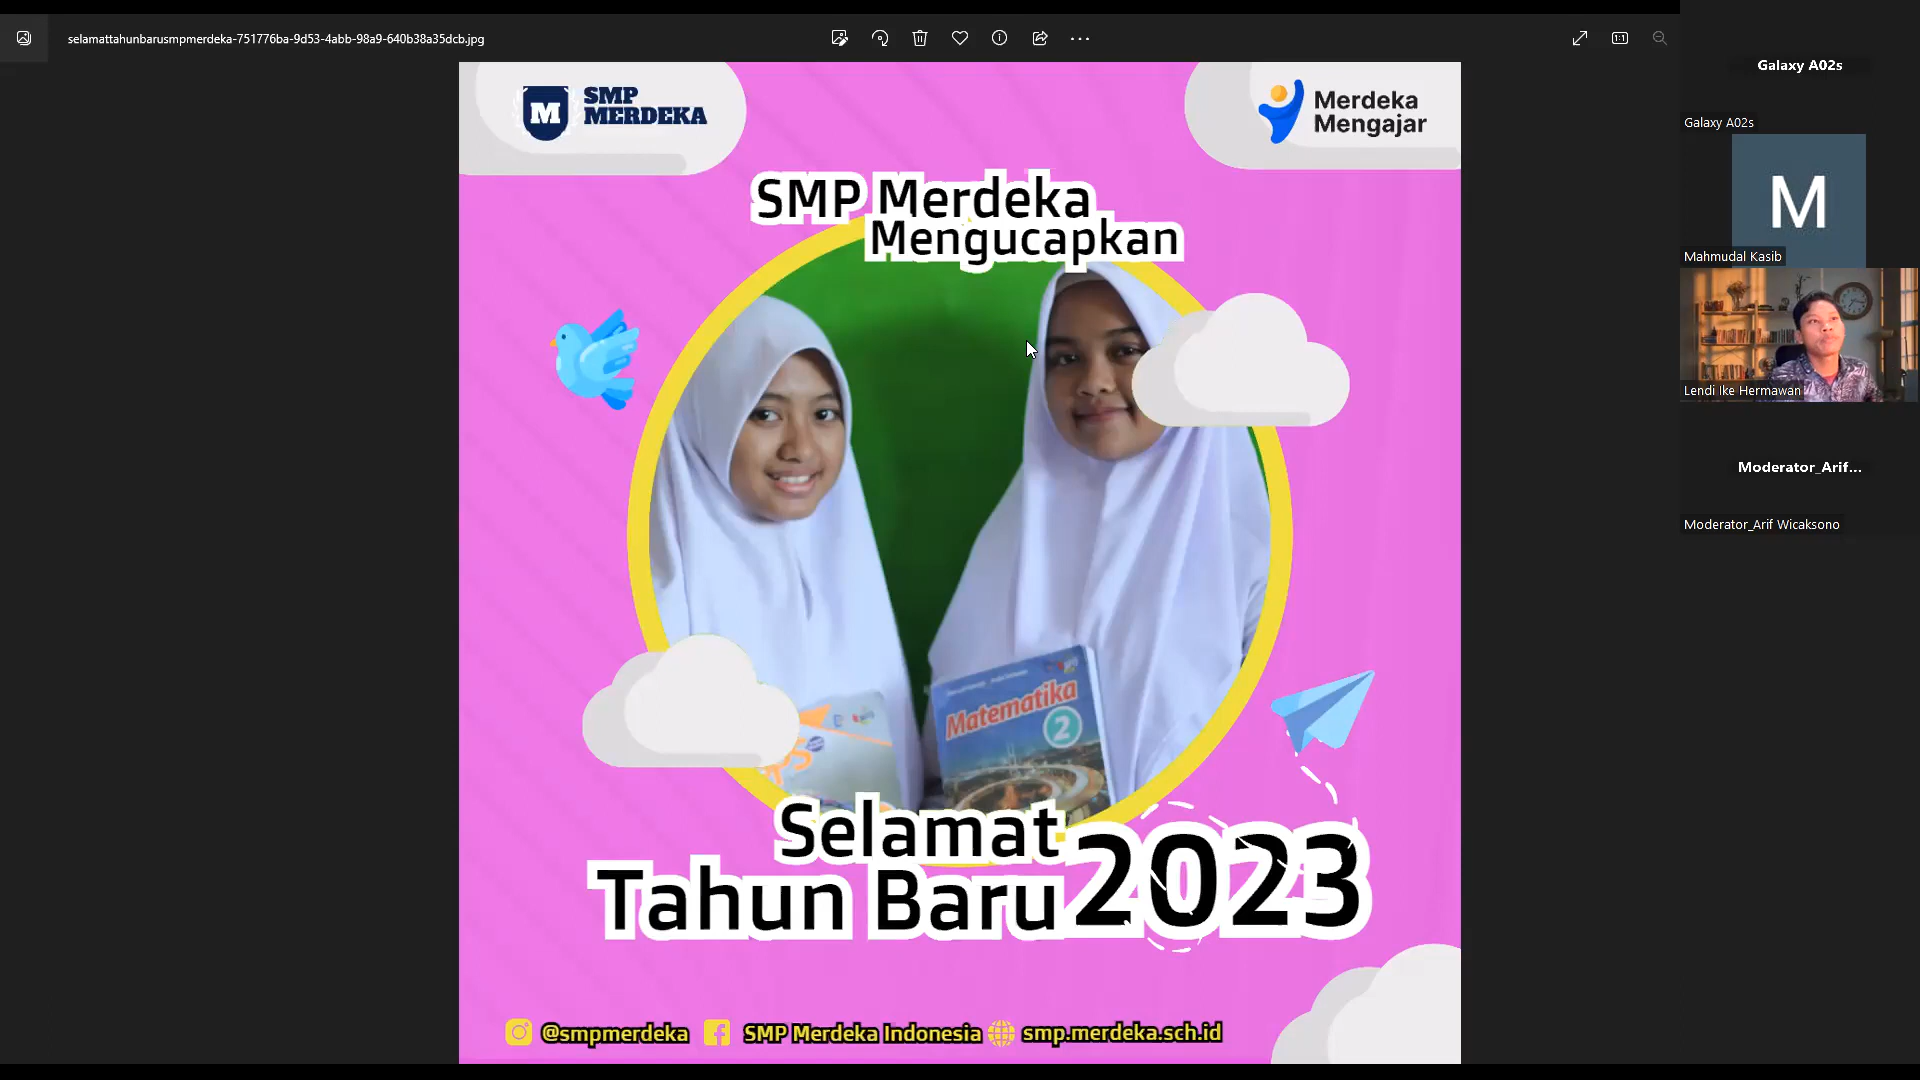 selamattahunbarusmpmerdeka-751776ba-9d53-4abb-98a9-640b38a35dcb.jpg
M
SMP
MERDEKA
Merdeka
Mengajar
SMP Merdeka
Mengucapkan
Matematika
2
Selamat
Tahun Baru 2023
@smpmerdeka
SMP Merdeka Indonesia
smp.merdeka.sch.id
Galaxy A02s
Galaxy A02s
M
Mahmudal Kasib
Lendi Ike Hermawan
Moderator_Arif...
Moderator_Arif Wicaksono